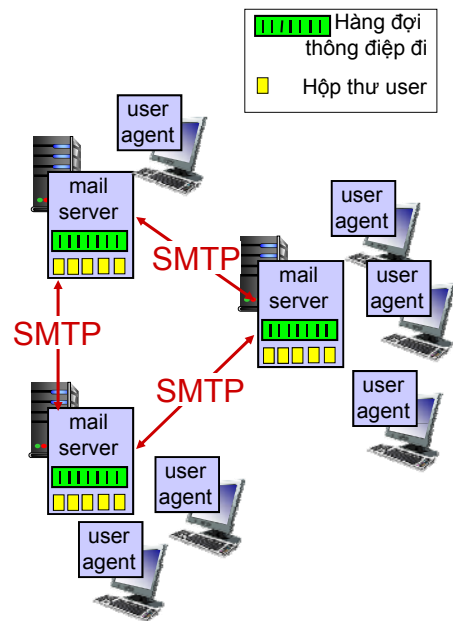 Hàng đợi
thông điệp đi
Hộp thư user
user
agent
mail
server
user
agent
SMTP
mail
server
user
agent
SMTP
user
agent
SMTP
mail
server
user
agent
user
agent